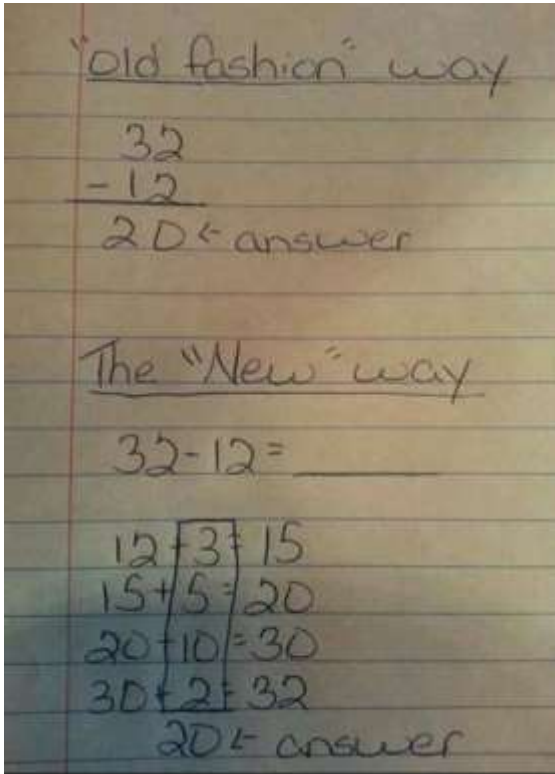 "old fashion" way
32
- 12
20 ← answer
The "New" way
32-12=
12+3=15
15+5=20
20+10=30
30+2=32
20 ← answer